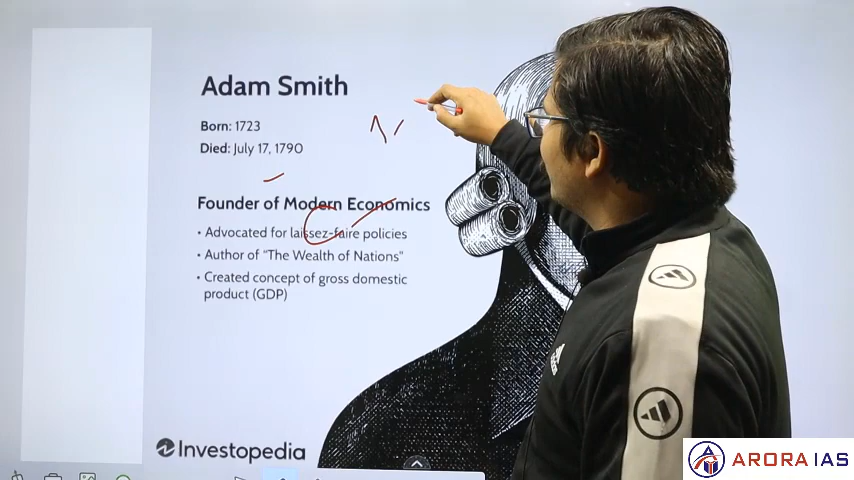 Adam Smith
Born: 1723
Died: July 17, 1790
Founder of Modern Economics
• Advocated for laissez-faire policies
• Author of "The Wealth of Nations"
• Created concept of gross domestic
product (GDP)
Investopedia
ARORA IAS